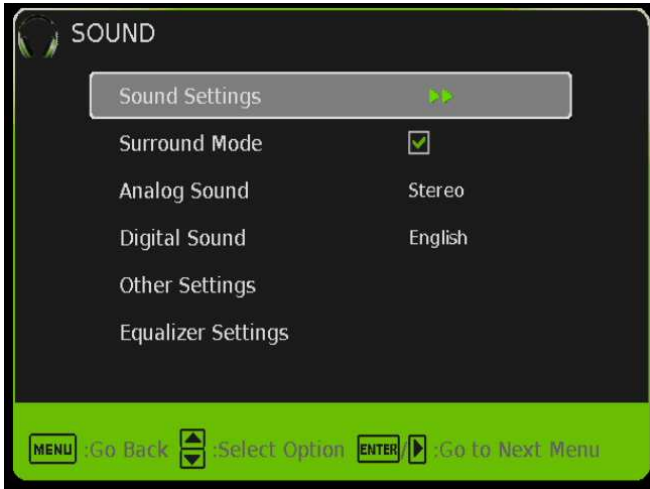 SOUND
Sound Settings
Surround Mode
Analog Sound Stereo
Digital Sound English
Other Settings
Equalizer Settings
MENU :Go Back :Select Option ENTER/ :Go to Next Menu